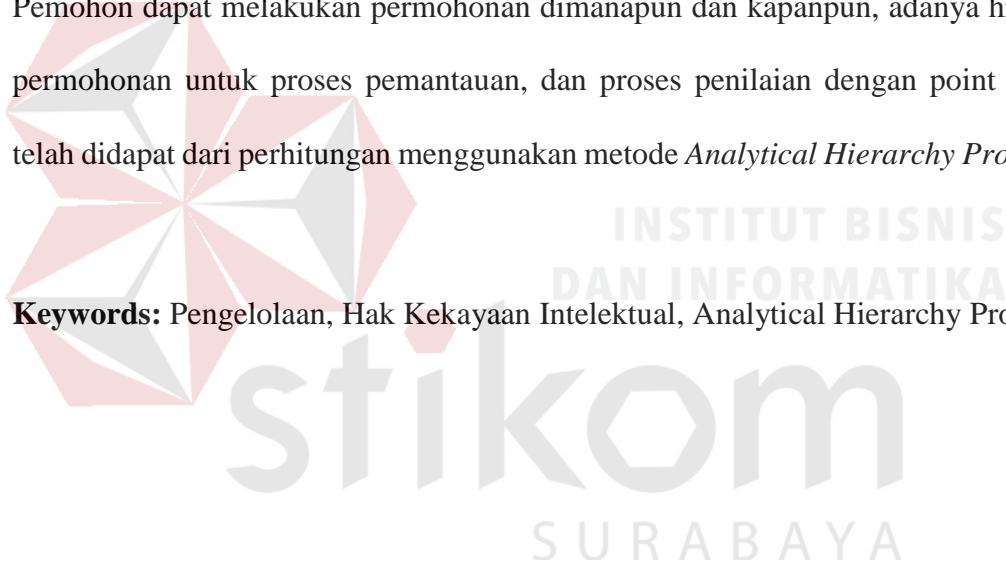 Pemohon dapat melakukan permohonan dimanapun dan kapanpun, adanya
permohonan untuk proses pemantauan, dan proses penilaian dengan point
telah didapat dari perhitungan menggunakan metode Analytical Hierarchy
INSTITUT BISNIS
DAN INFORMATIKA
Keywords: Pengelolaan, Hak Kekayaan Intelektual, Analytical Hierarchy
stikom
SURABAYA